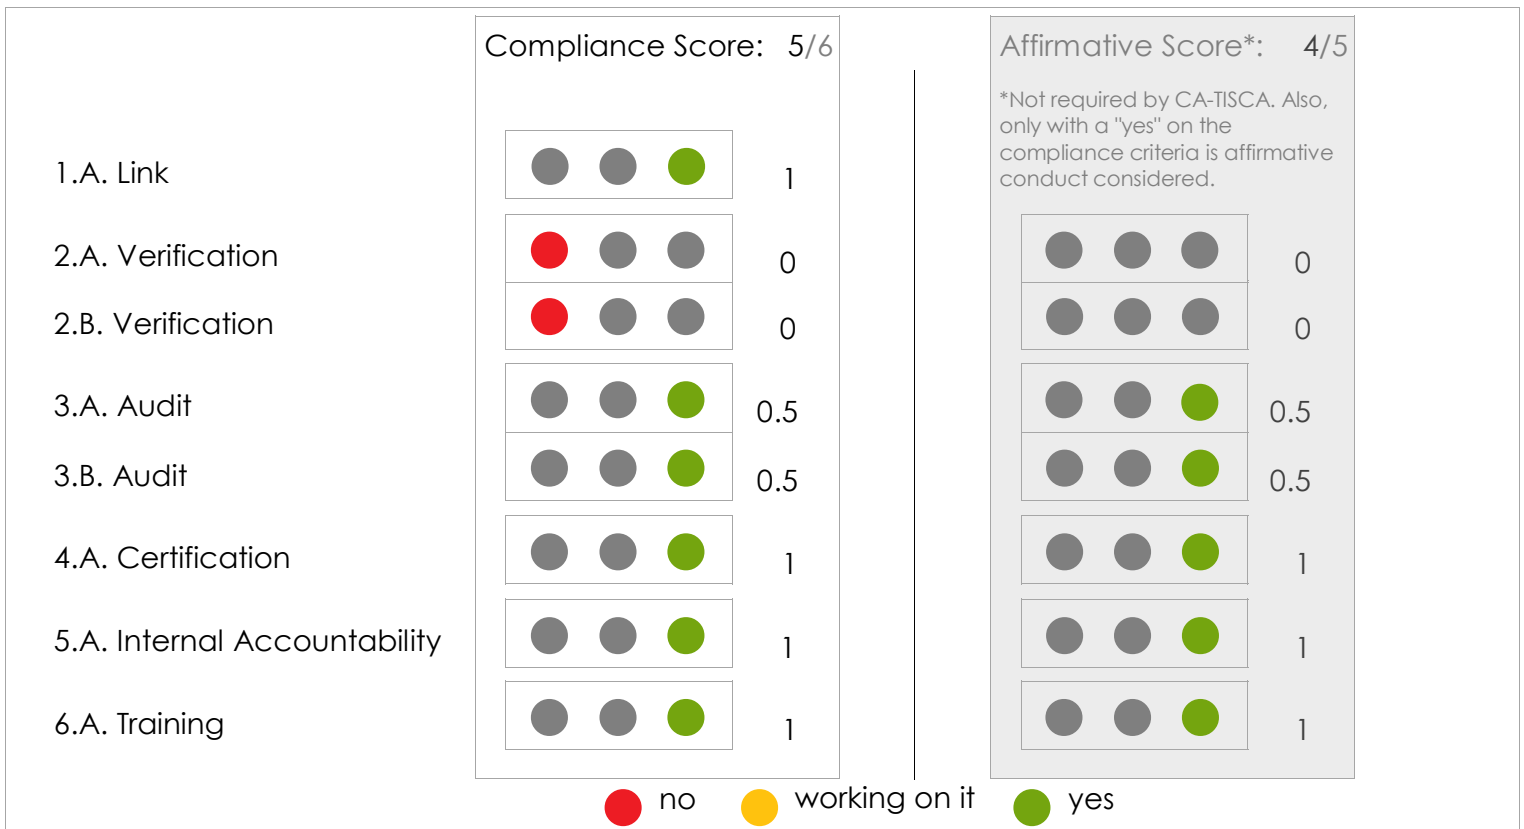 Compliance Score: 5/6
Affirmative Score*: 4/5
*Not required by CA-TISCA. Also,
only with a "yes" on the
compliance criteria is affirmative
conduct considered.
1.A. Link 1
2.A. Verification 0 0
2.B. Verification 0 0
3.A. Audit 0.5 0.5
3.B. Audit 0.5 0.5
4.A. Certification 1 1
5.A. Internal Accountability 1 1
6.A. Training 1 1
no working on it yes